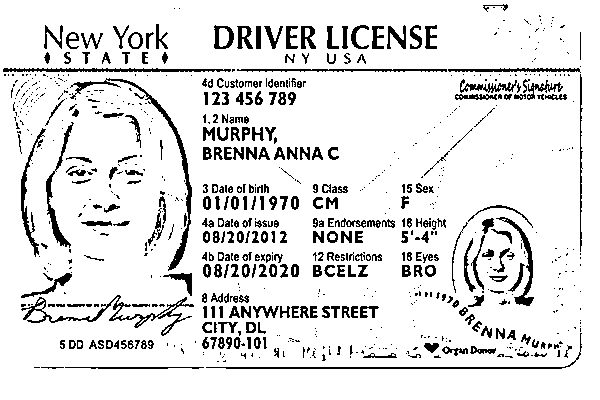 New York
STATE
DRIVER LICENSE
NY USA
4d Customer Identifier
123 456 789
Commissioner's Signature
COMMISSIONER OF MOTOR VEHICLES
1, 2 Name
MURPHY,
BRENNA ANNA C
3 Date of birth 9 Class 15 Sex
01/01/1970 CM F
4a Date of issue 9a Endorsements 16 Height
08/20/2012 NONE 5'-4"
4b Date of expiry 12 Restrictions 18 Eyes
08/20/2020 BCELZ BRO
8 Address
111 ANYWHERE STREET
CITY, DL
67890-101
Brenna Murphy
5 DD ASD456789
1970 BRENNA MURPHY
Organ Donor